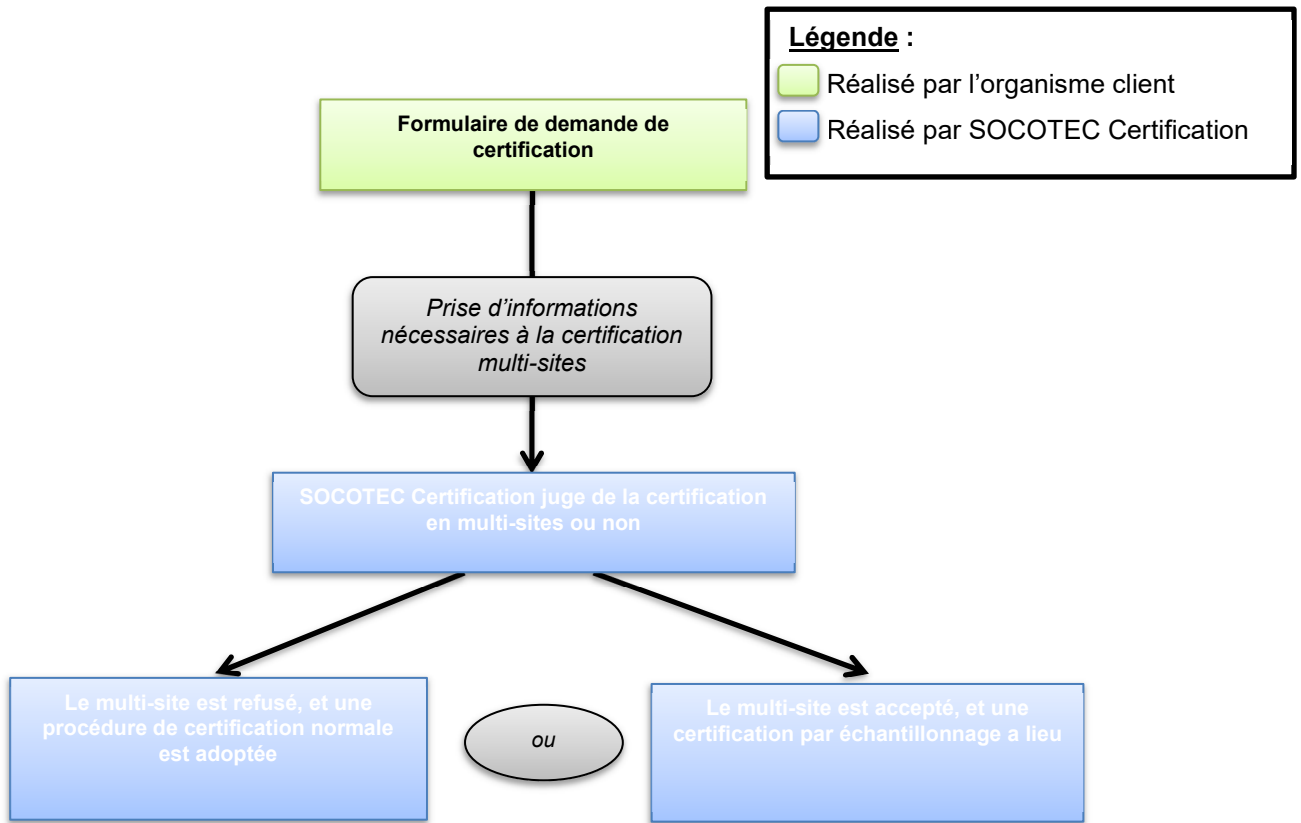 Légende :
Réalisé par l'organisme client
Réalisé par SOCOTEC Certification
Formulaire de demande de
certification
Prise d'informations
nécessaires à la certification
multi-sites
SOCOTEC Certification juge de la certification
en multi-sites ou non
Le multi-site est refusé, et une
procédure de certification normale
est adoptée
ou
Le multi-site est accepté, et une
certification par échantillonnage a lieu